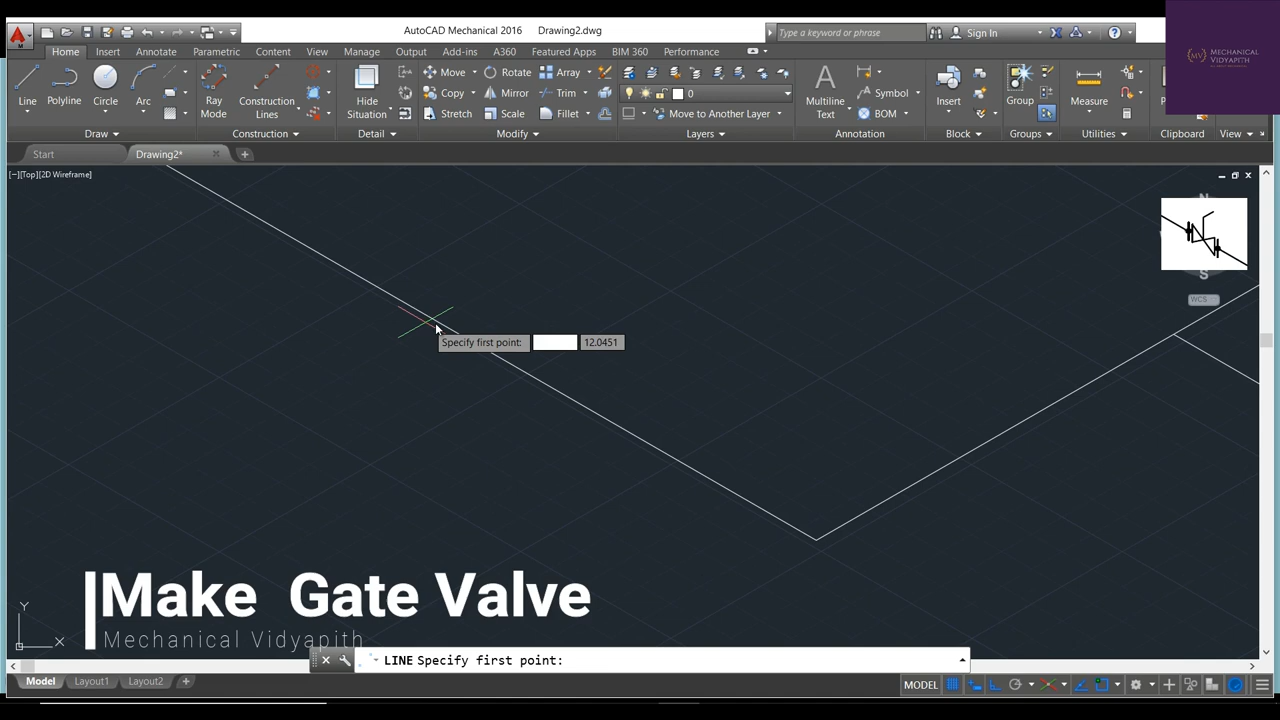 AutoCAD Mechanical 2016 Drawing2.dwg
Type a keyword or phrase
Sign In
MV MECHANICAL
VIDYAPITH
Home Insert Annotate Parametric Content View Manage Output Add-ins A360 Featured Apps BIM 360 Performance
Line Polyline Circle Arc
Ray
Mode
Construction
Lines
Hide
Situation
Move Rotate Array
Copy Mirror Trim
Stretch Scale Fillet
0
Move to Another Layer
Multiline
Text
Symbol
BOM
Insert
Group
Measure
Draw Construction Detail Modify Layers Annotation Block Groups Utilities Clipboard View
Start Drawing2*
[−][Top][2D Wireframe]
S
WCS
Specify first point: 12.0451
Make Gate Valve
Mechanical Vidyapith
Y
X
LINE Specify first point:
Model Layout1 Layout2
MODEL